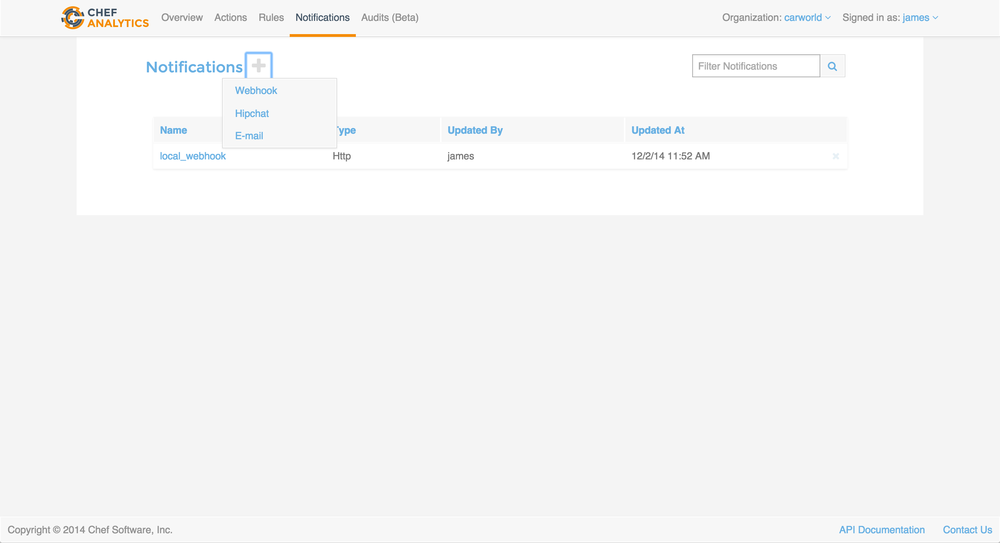 CHEF
ANALYTICS
Overview Actions Rules Notifications Audits (Beta) Organization: carworld Signed in as: james
Notifications
Filter Notifications
Webhook
Hipchat
E-mail
Name Type Updated By Updated At
local_webhook Http james 12/2/14 11:52 AM
Copyright © 2014 Chef Software, Inc. API Documentation Contact Us